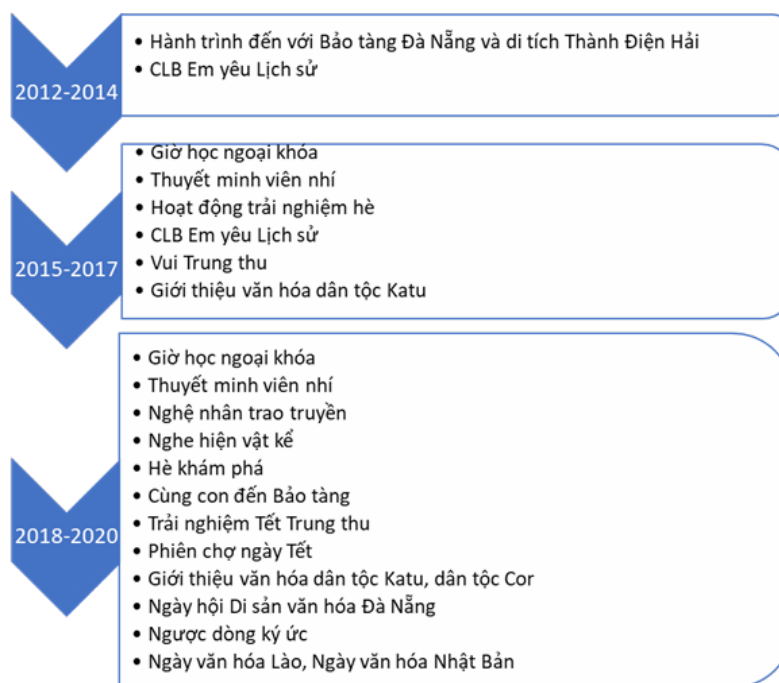 2012-2014
• Hành trình đến với Bảo tàng Đà Nẵng và di tích Thành Điện Hải
• CLB Em yêu Lịch sử
2015-2017
• Giờ học ngoại khóa
• Thuyết minh viên nhí
• Hoạt động trải nghiệm hè
• CLB Em yêu Lịch sử
• Vui Trung thu
• Giới thiệu văn hóa dân tộc Katu
2018-2020
• Giờ học ngoại khóa
• Thuyết minh viên nhí
• Nghệ nhân trao truyền
• Nghe hiện vật kể
• Hè khám phá
• Cùng con đến Bảo tàng
• Trải nghiệm Tết Trung thu
• Phiên chợ ngày Tết
• Giới thiệu văn hóa dân tộc Katu, dân tộc Cor
• Ngày hội Di sản văn hóa Đà Nẵng
• Ngược dòng ký ức
• Ngày văn hóa Lào, Ngày văn hóa Nhật Bản